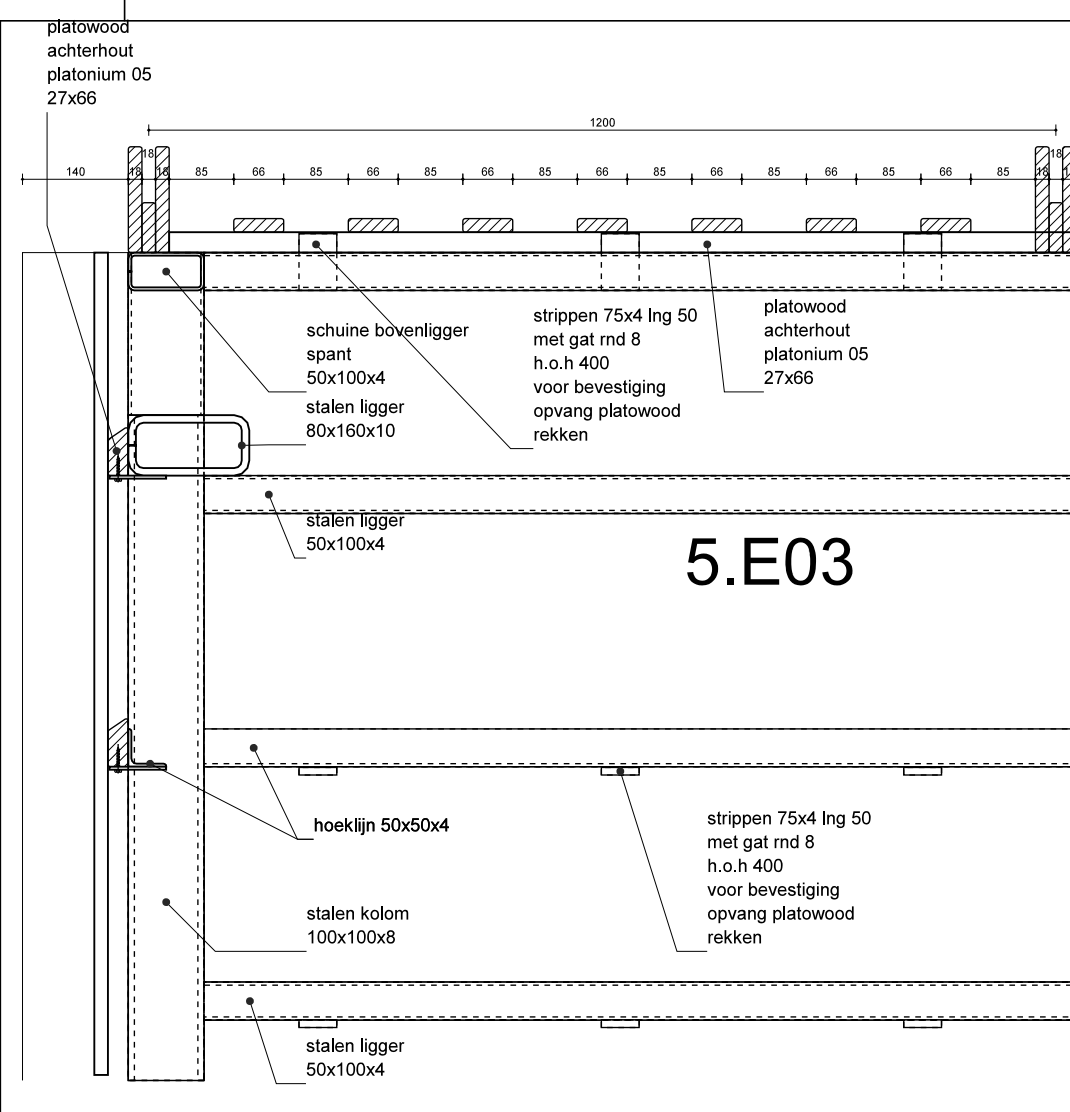 platowood
achterhout
platonium 05
27x66
1200
18
18
140
18
18
85
66
85
66
85
66
85
66
85
66
85
66
85
66
85
18
schuine bovenligger
spant
50x100x4
stalen ligger
80x160x10
strippen 75x4 lng 50
met gat rnd 8
h.o.h 400
voor bevestiging
opvang platowood
rekken
platowood
achterhout
platonium 05
27x66
stalen ligger
50x100x4
5.E03
hoeklijn 50x50x4
strippen 75x4 lng 50
met gat rnd 8
h.o.h 400
voor bevestiging
opvang platowood
rekken
stalen kolom
100x100x8
stalen ligger
50x100x4